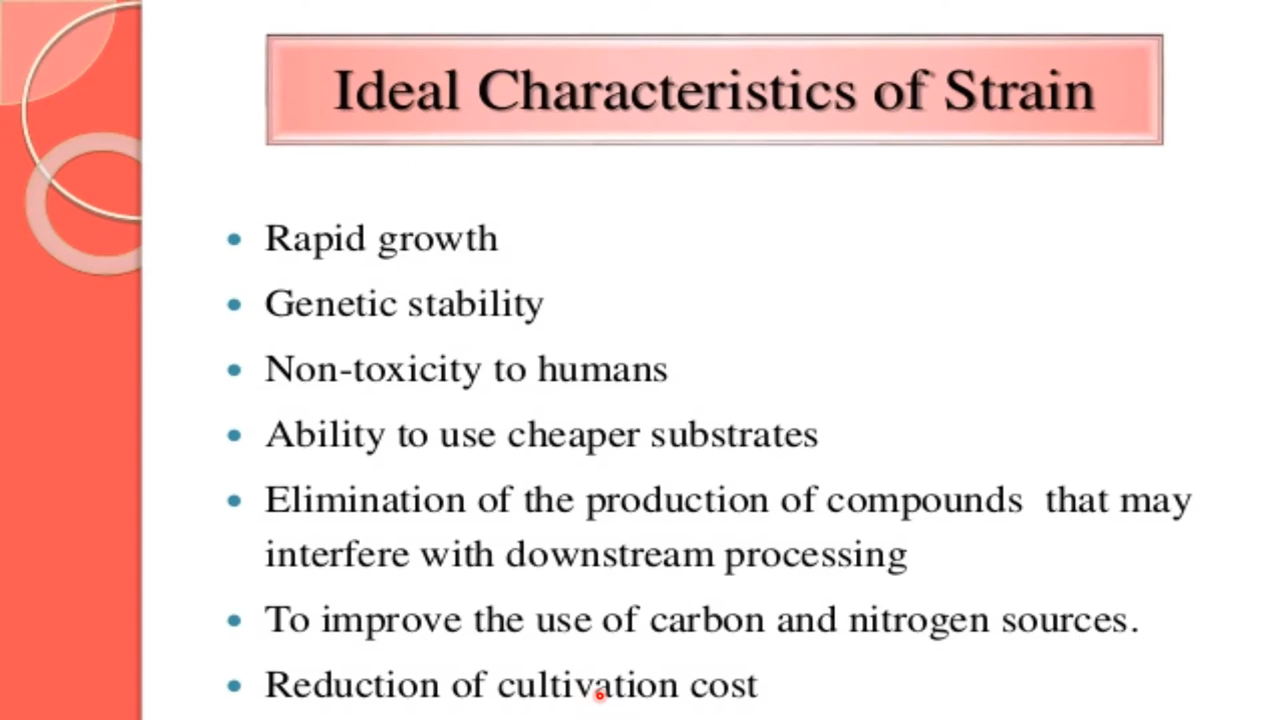 Ideal Characteristics of Strain
• Rapid growth
• Genetic stability
• Non-toxicity to humans
• Ability to use cheaper substrates
• Elimination of the production of compounds  that may
interfere with downstream processing
• To improve the use of carbon and nitrogen sources.
• Reduction of cultivation cost